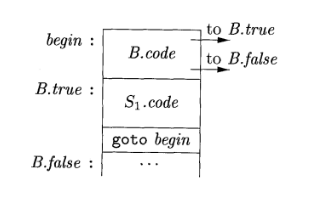 to B.true
begin :
B.code
to B.false
B.true :
S₁.code
goto begin
B.false :
...